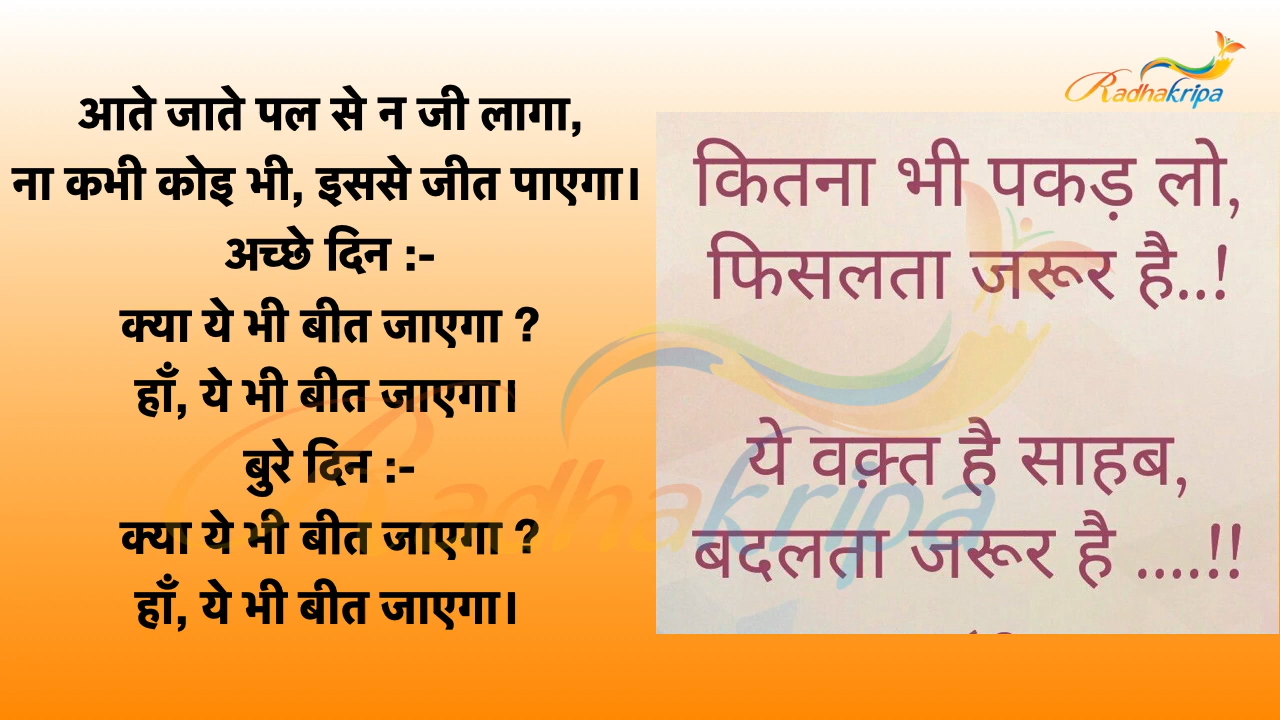 Radhakripa
आते जाते पल से न जी लागा,
ना कभी कोइ भी, इससे जीत पाएगा।
अच्छे दिन :-
क्या ये भी बीत जाएगा ?
हाँ, ये भी बीत जाएगा।
बुरे दिन :-
क्या ये भी बीत जाएगा ?
हाँ, ये भी बीत जाएगा।
कितना भी पकड़ लो,
फिसलता जरूर है..!
ये वक़्त है साहब,
बदलता जरूर है ....!!
Radhakripa